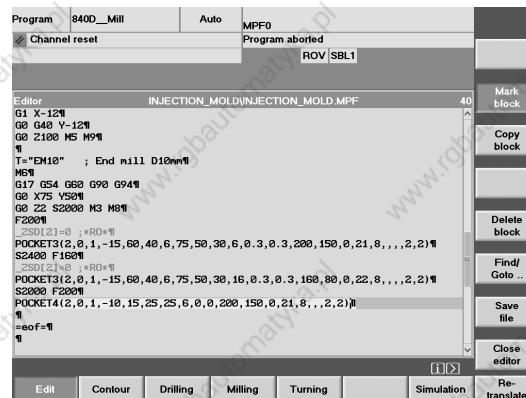 Program 840D__Mill Auto MPF0
Channel reset Program aborted
ROV SBL1
Editor INJECTION_MOLD\INJECTION_MOLD.MPF 40
G1 X-12¶
G0 G40 Y-12¶
G0 Z100 M5 M9¶
¶
T="EM10" ; End mill D10mm¶
M6¶
G17 G54 G60 G90 G94¶
G0 X75 Y50¶
G0 Z2 S2000 M3 M8¶
F200¶
_ZSD[2]=0 ;*RO*¶
POCKET3(2,0,1,-15,60,40,6,75,50,30,6,0.3,0.3,200,150,0,21,8,,,,2,2)¶
S2400 F160¶
_ZSD[2]=0 ;*RO*¶
POCKET3(2,0,1,-15,60,40,6,75,50,30,16,0.3,0.3,160,80,0,22,8,,,,2,2)¶
S2000 F200¶
POCKET4(2,0,1,-10,15,25,25,6,0,0,200,150,0,21,8,,,2,2)¶
¶
=eof=¶
¶
Mark block
Copy block
Delete block
Find/ Goto ..
Save file
Close editor
Re- translate
Edit Contour Drilling Milling Turning Simulation
www.rgbautomatyka.pl